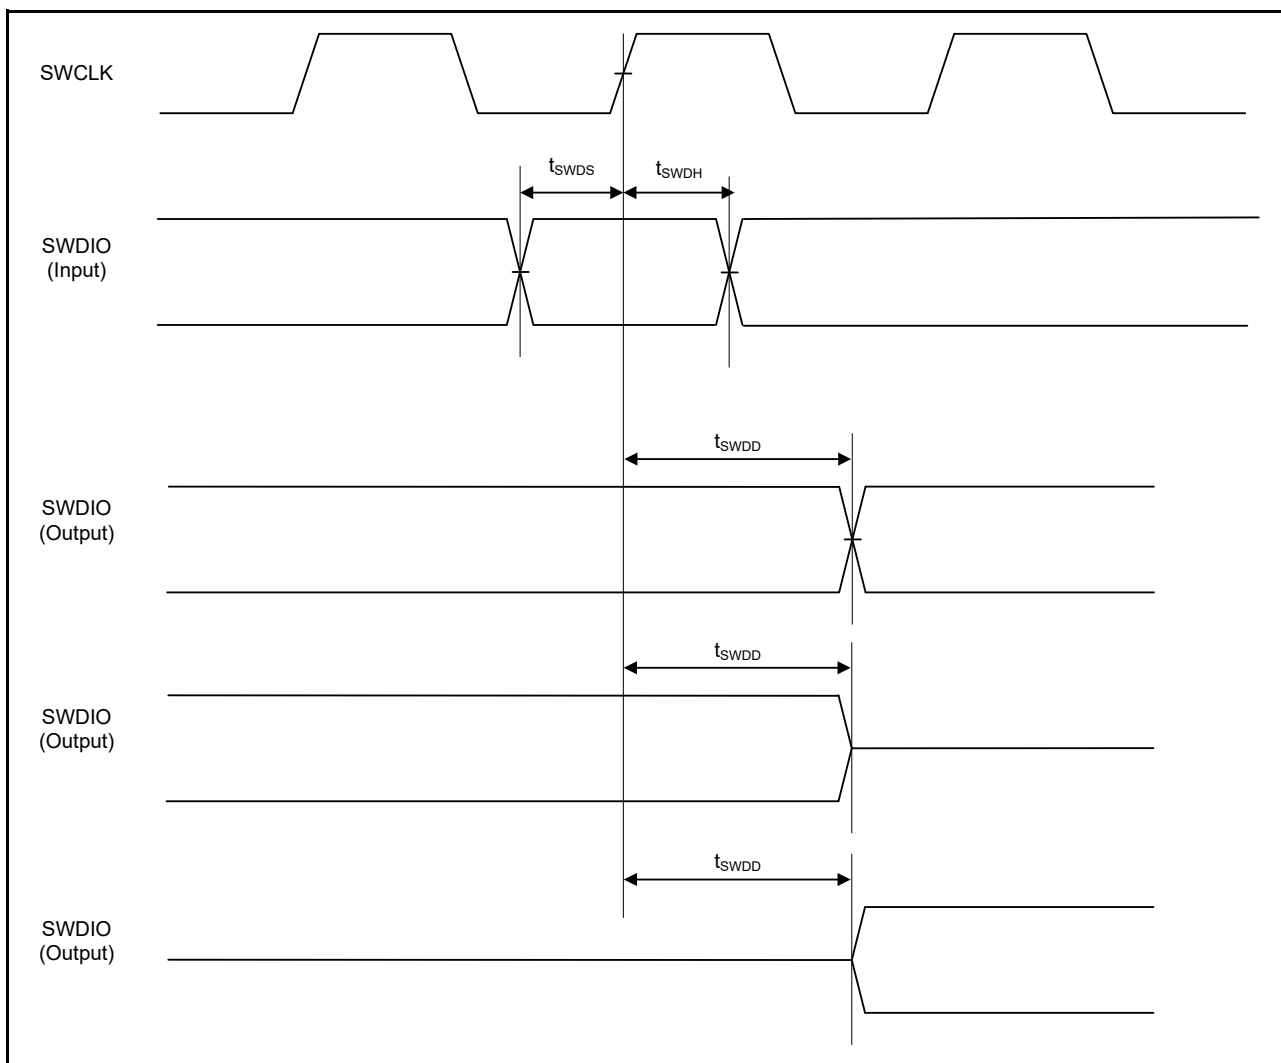 SWCLK
tSWDS
tSWDH
SWDIO
(Input)
tSWDD
SWDIO
(Output)
tSWDD
SWDIO
(Output)
tSWDD
SWDIO
(Output)